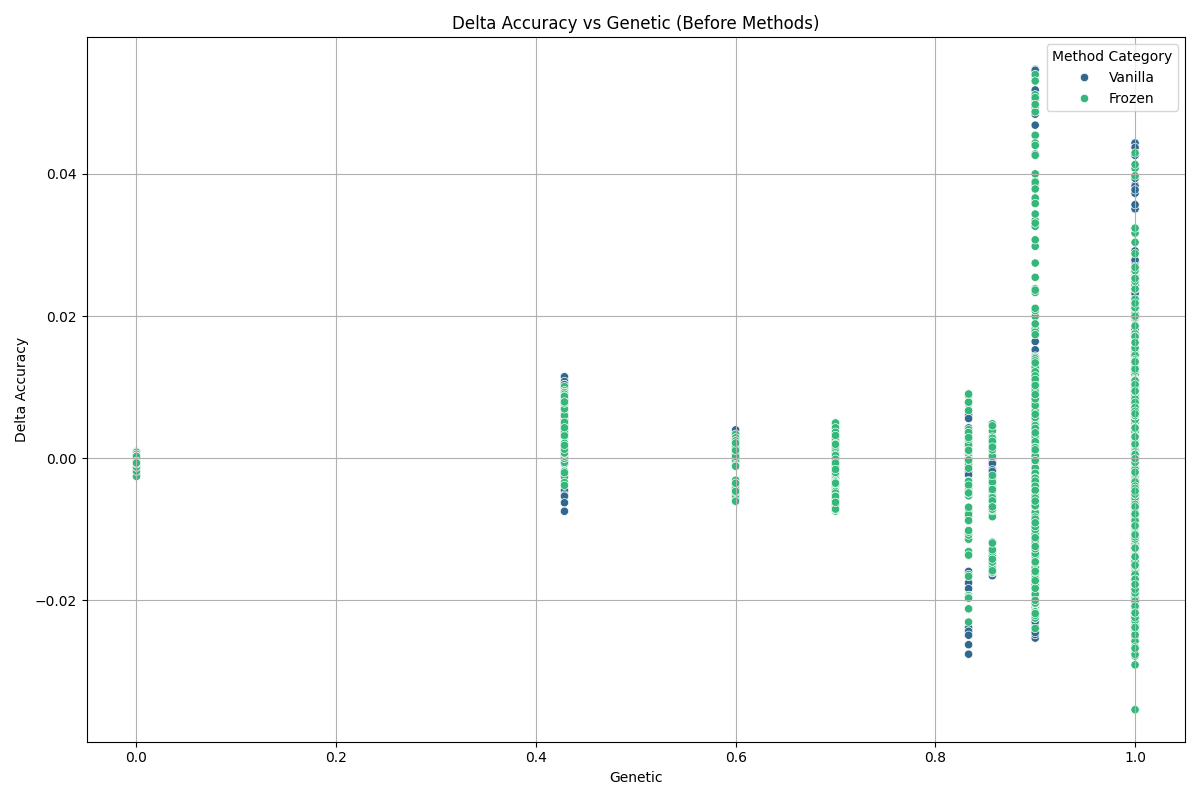 Delta Accuracy vs Genetic (Before Methods)
Method Category
Vanilla
Frozen
Delta Accuracy
0.04
0.02
0.00
−0.02
0.0
0.2
0.4
0.6
0.8
1.0
Genetic